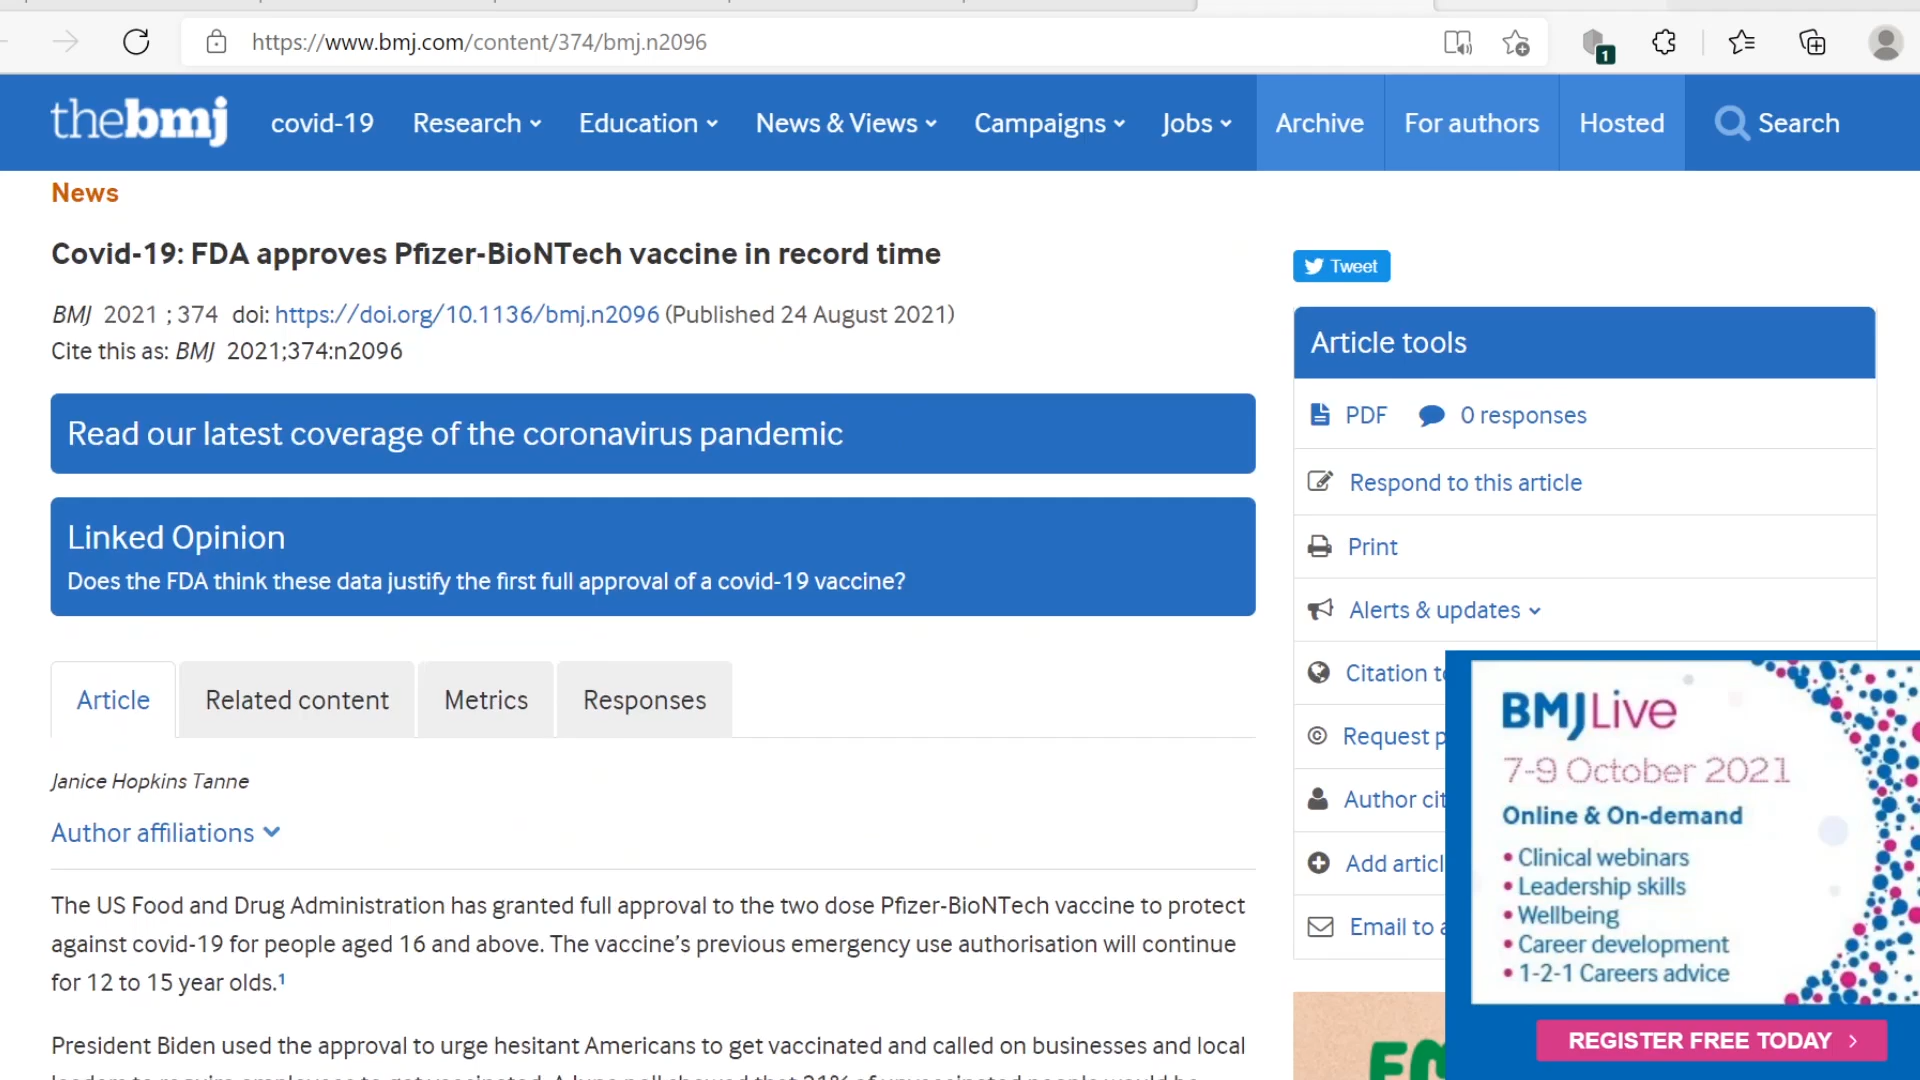 https://www.bmj.com/content/374/bmj.n2096
1
thebmj covid-19 Research Education News & Views Campaigns Jobs Archive For authors Hosted Search
News
Covid-19: FDA approves Pfizer-BioNTech vaccine in record time
BMJ 2021 ; 374 doi: https://doi.org/10.1136/bmj.n2096 (Published 24 August 2021)
Cite this as: BMJ 2021;374:n2096
Read our latest coverage of the coronavirus pandemic
Linked Opinion
Does the FDA think these data justify the first full approval of a covid-19 vaccine?
Article Related content Metrics Responses
Janice Hopkins Tanne
Author affiliations
The US Food and Drug Administration has granted full approval to the two dose Pfizer-BioNTech vaccine to protect
against covid-19 for people aged 16 and above. The vaccine’s previous emergency use authorisation will continue
for 12 to 15 year olds.¹
President Biden used the approval to urge hesitant Americans to get vaccinated and called on businesses and local
Tweet
Article tools
PDF 0 responses
Respond to this article
Print
Alerts & updates
Citation
Request
Author
Add
Email to
BMJ Live
7-9 October 2021
Online & On-demand
• Clinical webinars
• Leadership skills
• Wellbeing
• Career development
• 1-2-1 Careers advice
REGISTER FREE TODAY >